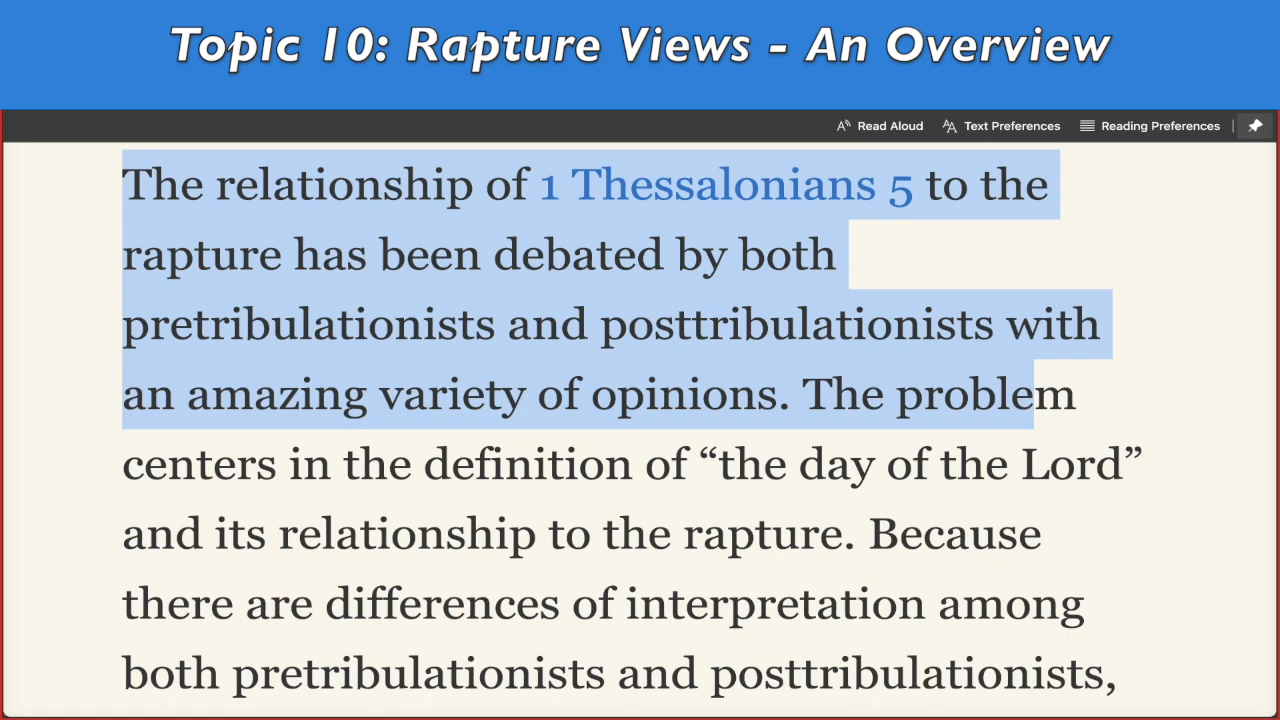 Topic 10: Rapture Views - An Overview
Read Aloud Text Preferences Reading Preferences
The relationship of 1 Thessalonians 5 to the
rapture has been debated by both
pretribulationists and posttribulationists with
an amazing variety of opinions. The problem
centers in the definition of “the day of the Lord”
and its relationship to the rapture. Because
there are differences of interpretation among
both pretribulationists and posttribulationists,